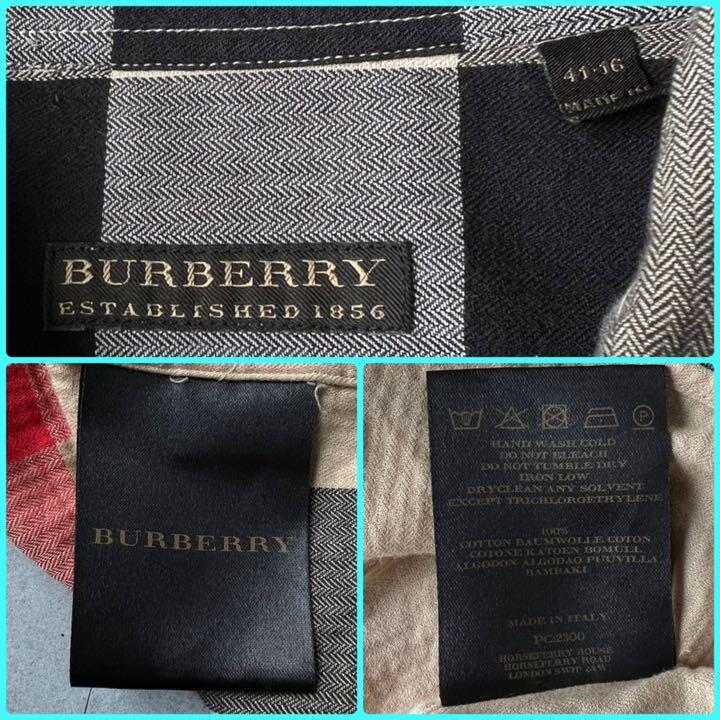 41·16
MADE IN
BURBERRY
ESTABLISHED 1856
BURBERRY
HAND WASH COLD
DO NOT BLEACH
DO NOT TUMBLE DRY
IRON LOW
DRYCLEAN ANY SOLVENT
EXCEPT TRICHLOROETHYLENE
100%
COTTON BAUMWOLLE COTON
COTONE KATOEN BOMULL
ALGODON ALGODAO PUUVILLA
BAMBAKI
MADE IN ITALY
PC:2300
HORSEFERRY HOUSE
HORSEFERRY ROAD
LONDON SW1P 2AW